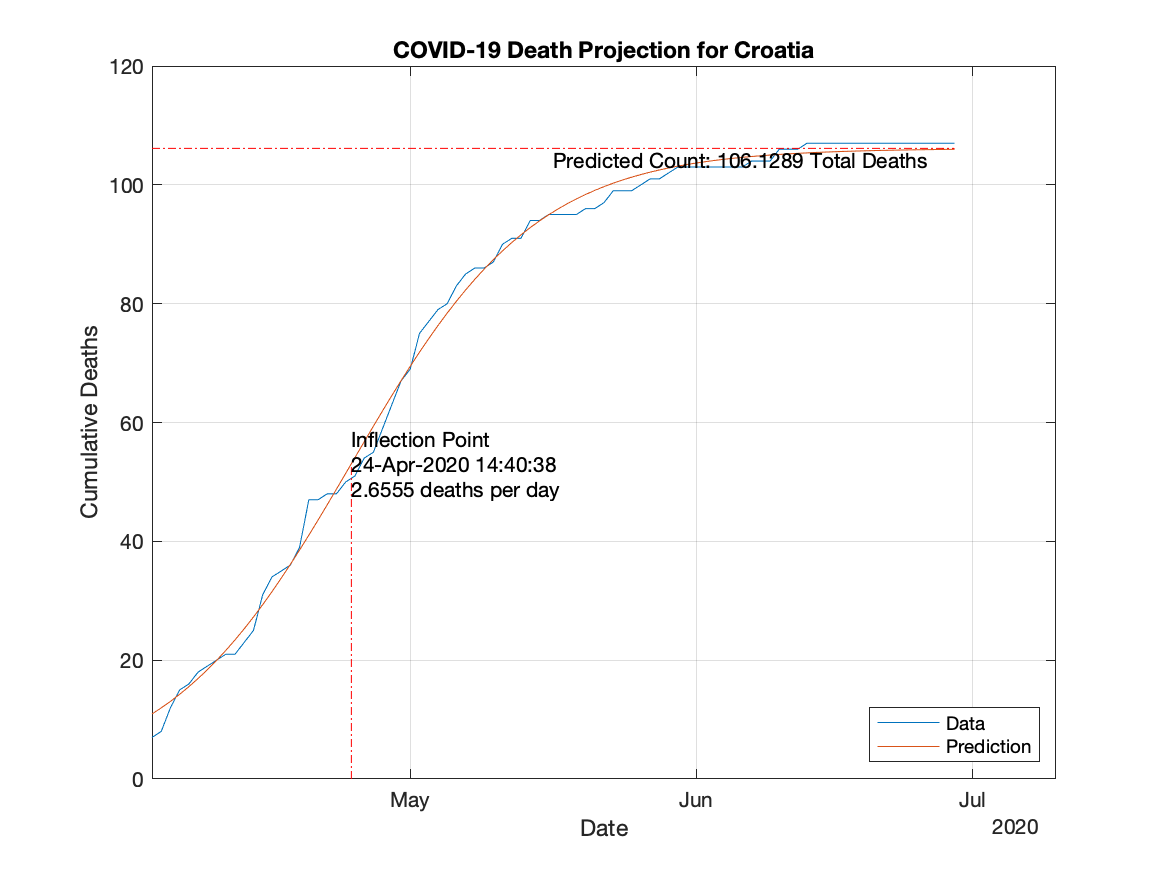 COVID-19 Death Projection for Croatia
120
100
80
60
40
20
0
Cumulative Deaths
Predicted Count: 106.1289 Total Deaths
Inflection Point
24-Apr-2020 14:40:38
2.6555 deaths per day
Data
Prediction
May
Jun
Jul
Date
2020